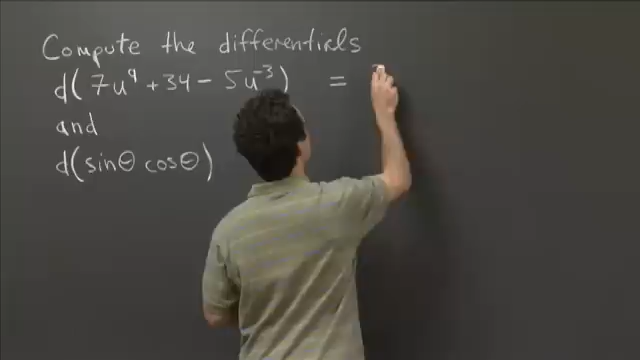 Compute the differentials
d(7u⁹ + 34 − 5u⁻³) =
and
d(sinΘ cosΘ)